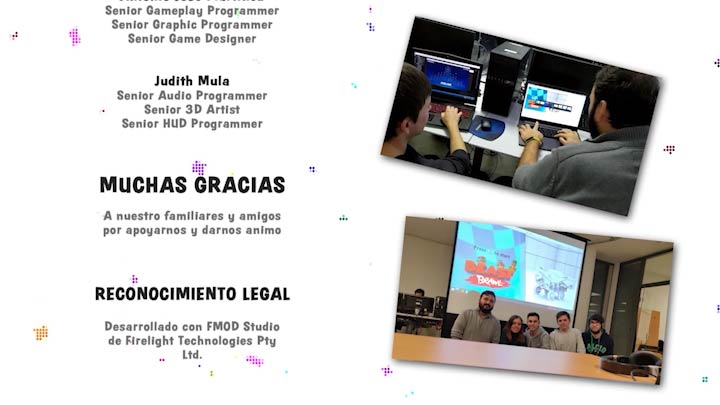 Senior Gameplay Programmer
Senior Graphic Programmer
Senior Game Designer
Judith Mula
Senior Audio Programmer
Senior 3D Artist
Senior HUD Programmer
MUCHAS GRACIAS
A nuestro familiares y amigos
por apoyarnos y darnos animo
RECONOCIMIENTO LEGAL
Desarrollado con FMOD Studio
de Firelight Technologies Pty
Ltd.
BEAST
BRAWL